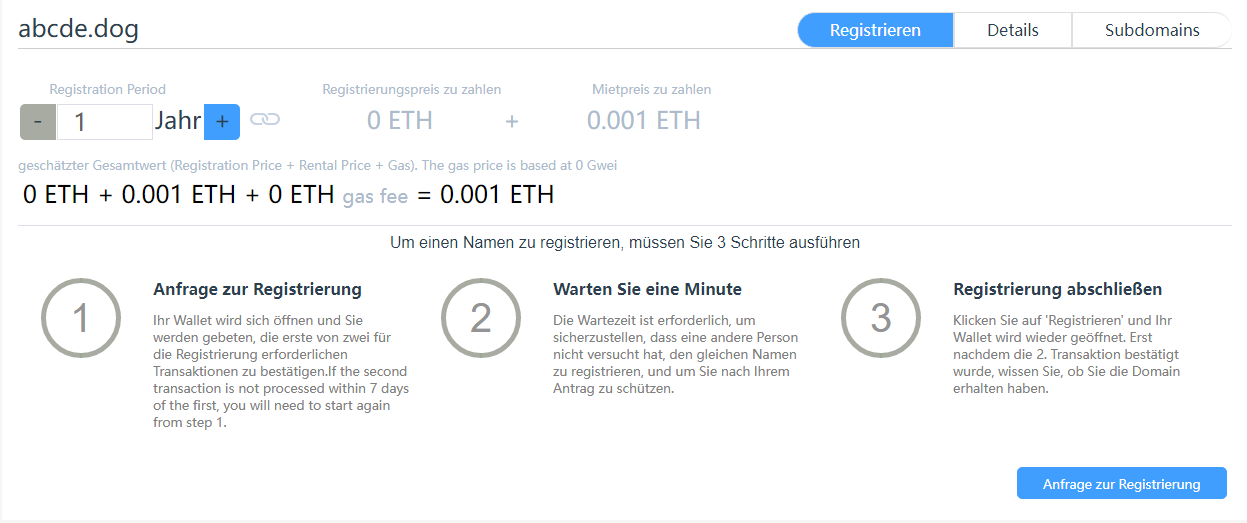 abcde.dog
Registrieren
Details
Subdomains
Registration Period
Registrierungspreis zu zahlen
Mietpreis zu zahlen
- 1 Jahr +
0 ETH + 0.001 ETH
geschätzter Gesamtwert (Registration Price + Rental Price + Gas). The gas price is based at 0 Gwei
0 ETH + 0.001 ETH + 0 ETH gas fee = 0.001 ETH
Um einen Namen zu registrieren, müssen Sie 3 Schritte ausführen
1
Anfrage zur Registrierung
Ihr Wallet wird sich öffnen und Sie
werden gebeten, die erste von zwei für
die Registrierung erforderlichen
Transaktionen zu bestätigen.If the second
transaction is not processed within 7 days
of the first, you will need to start again
from step 1.
2
Warten Sie eine Minute
Die Wartezeit ist erforderlich, um
sicherzustellen, dass eine andere Person
nicht versucht hat, den gleichen Namen
zu registrieren, und um Sie nach Ihrem
Antrag zu schützen.
3
Registrierung abschließen
Klicken Sie auf 'Registrieren' und Ihr
Wallet wird wieder geöffnet. Erst
nachdem die 2. Transaktion bestätigt
wurde, wissen Sie, ob Sie die Domain
erhalten haben.
Anfrage zur Registrierung